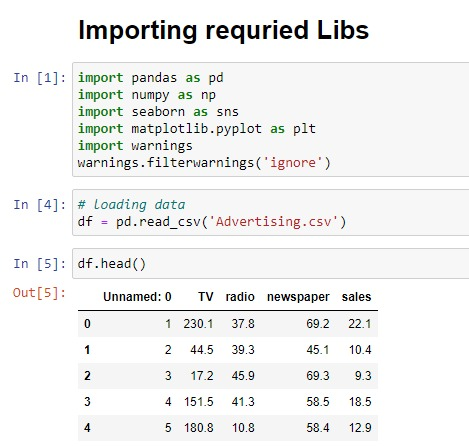 Importing requried Libs
In [1]: import pandas as pd
import numpy as np
import seaborn as sns
import matplotlib.pyplot as plt
import warnings
warnings.filterwarnings('ignore')
In [4]: # loading data
df = pd.read_csv('Advertising.csv')
In [5]: df.head()
Out[5]:
Unnamed: 0 TV radio newspaper sales
0 1 230.1 37.8 69.2 22.1
1 2 44.5 39.3 45.1 10.4
2 3 17.2 45.9 69.3 9.3
3 4 151.5 41.3 58.5 18.5
4 5 180.8 10.8 58.4 12.9